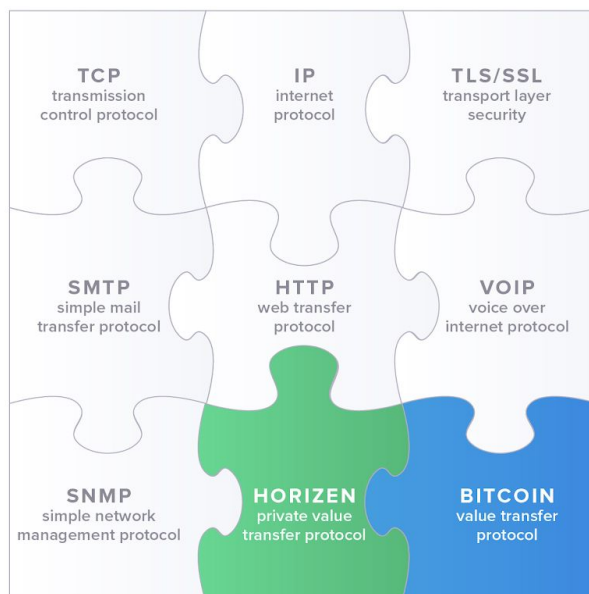 TCP
transmission
control protocol
IP
internet
protocol
TLS/SSL
transport layer
security
SMTP
simple mail
transfer protocol
HTTP
web transfer
protocol
VOIP
voice over
internet protocol
SNMP
simple network
management protocol
HORIZEN
private value
transfer protocol
BITCOIN
value transfer
protocol